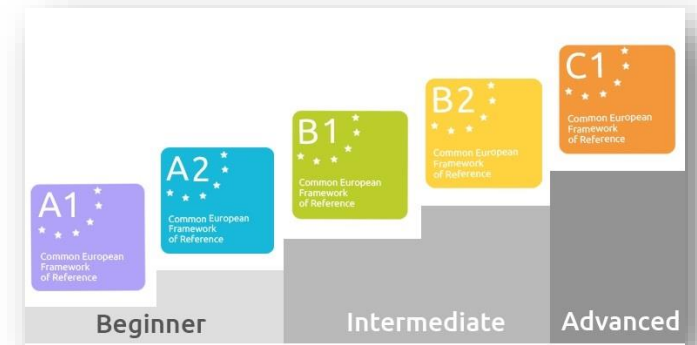 A1
Common European
Framework
of Reference
A2
Common European
Framework
of Reference
B1
Common European
Framework
of Reference
B2
Common European
Framework
of Reference
C1
Common European
Framework
of Reference
Beginner
Intermediate
Advanced